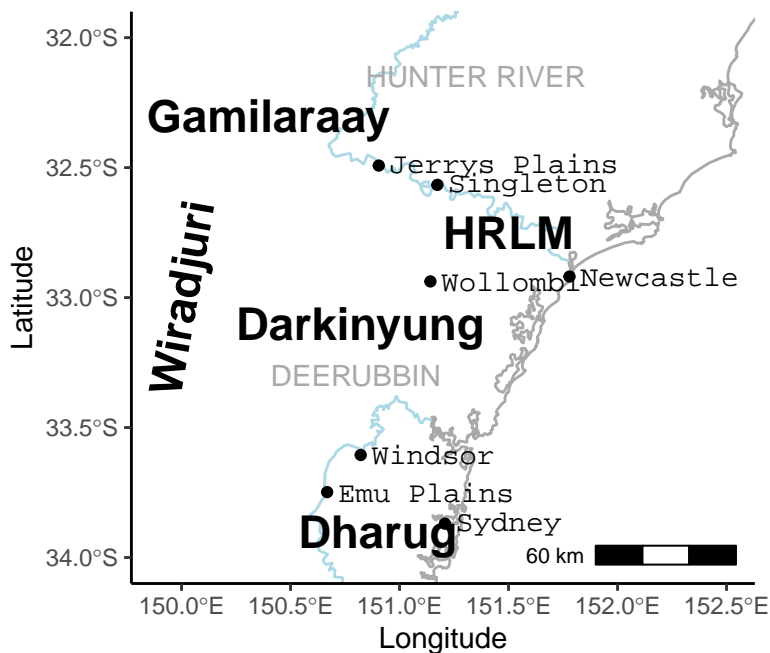 32.0°S
HUNTER RIVER
Gamilaraay
32.5°S
Jerrys Plains
Singleton
Wiradjuri
HRLM
Latitude
33.0°S
Wollombi
Newcastle
Darkinyung
DEERUBBIN
33.5°S
Windsor
Emu Plains
Dharug
Sydney
34.0°S
60 km
150.0°E 150.5°E 151.0°E 151.5°E 152.0°E 152.5°E
Longitude